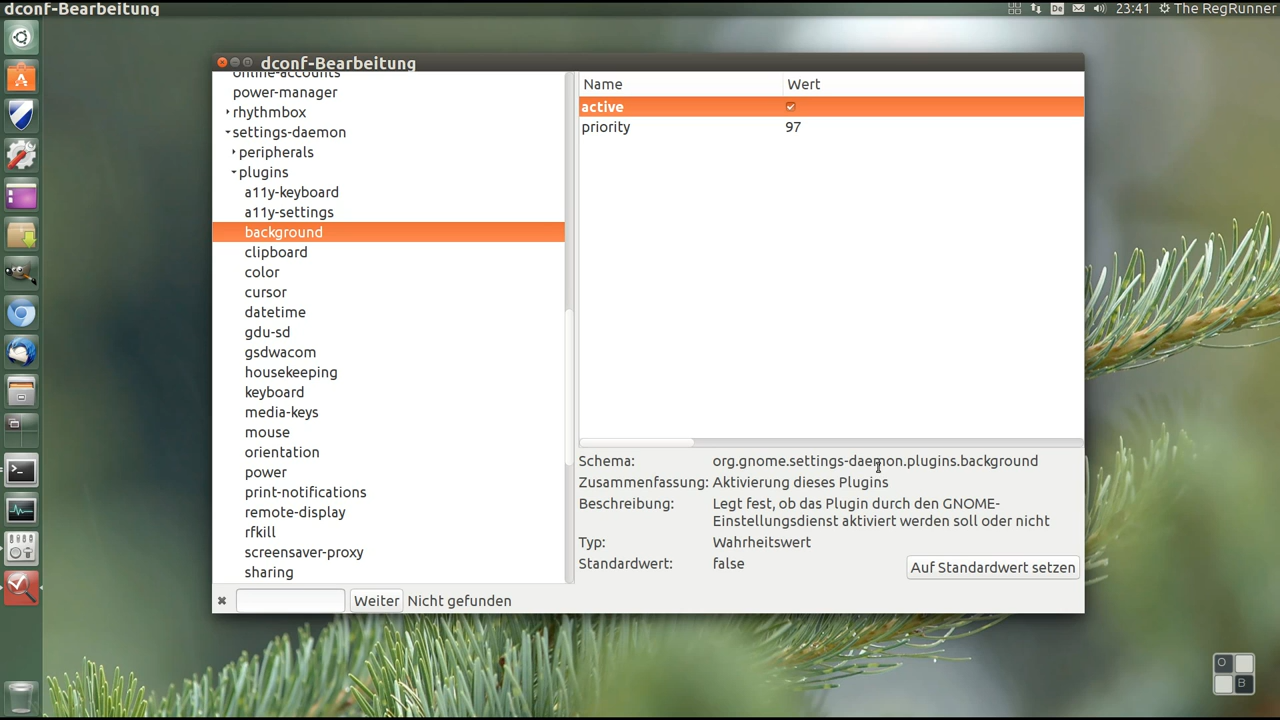 dconf-Bearbeitung
De
23:41
The RegRunner
dconf-Bearbeitung
online-accounts
power-manager
rhythmbox
settings-daemon
peripherals
plugins
a11y-keyboard
a11y-settings
background
clipboard
color
cursor
datetime
gdu-sd
gsdwacom
housekeeping
keyboard
media-keys
mouse
orientation
power
print-notifications
remote-display
rfkill
screensaver-proxy
sharing
Name Wert
active
priority 97
Schema: org.gnome.settings-daemon.plugins.background
Zusammenfassung: Aktivierung dieses Plugins
Beschreibung: Legt fest, ob das Plugin durch den GNOME-
Einstellungsdienst aktiviert werden soll oder nicht
Typ: Wahrheitswert
Standardwert: false
Auf Standardwert setzen
Weiter Nicht gefunden
O
B